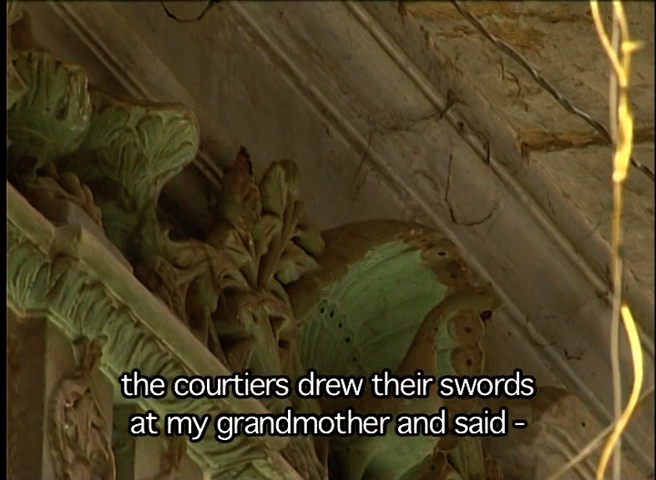 the courtiers drew their swords
at my grandmother and said -